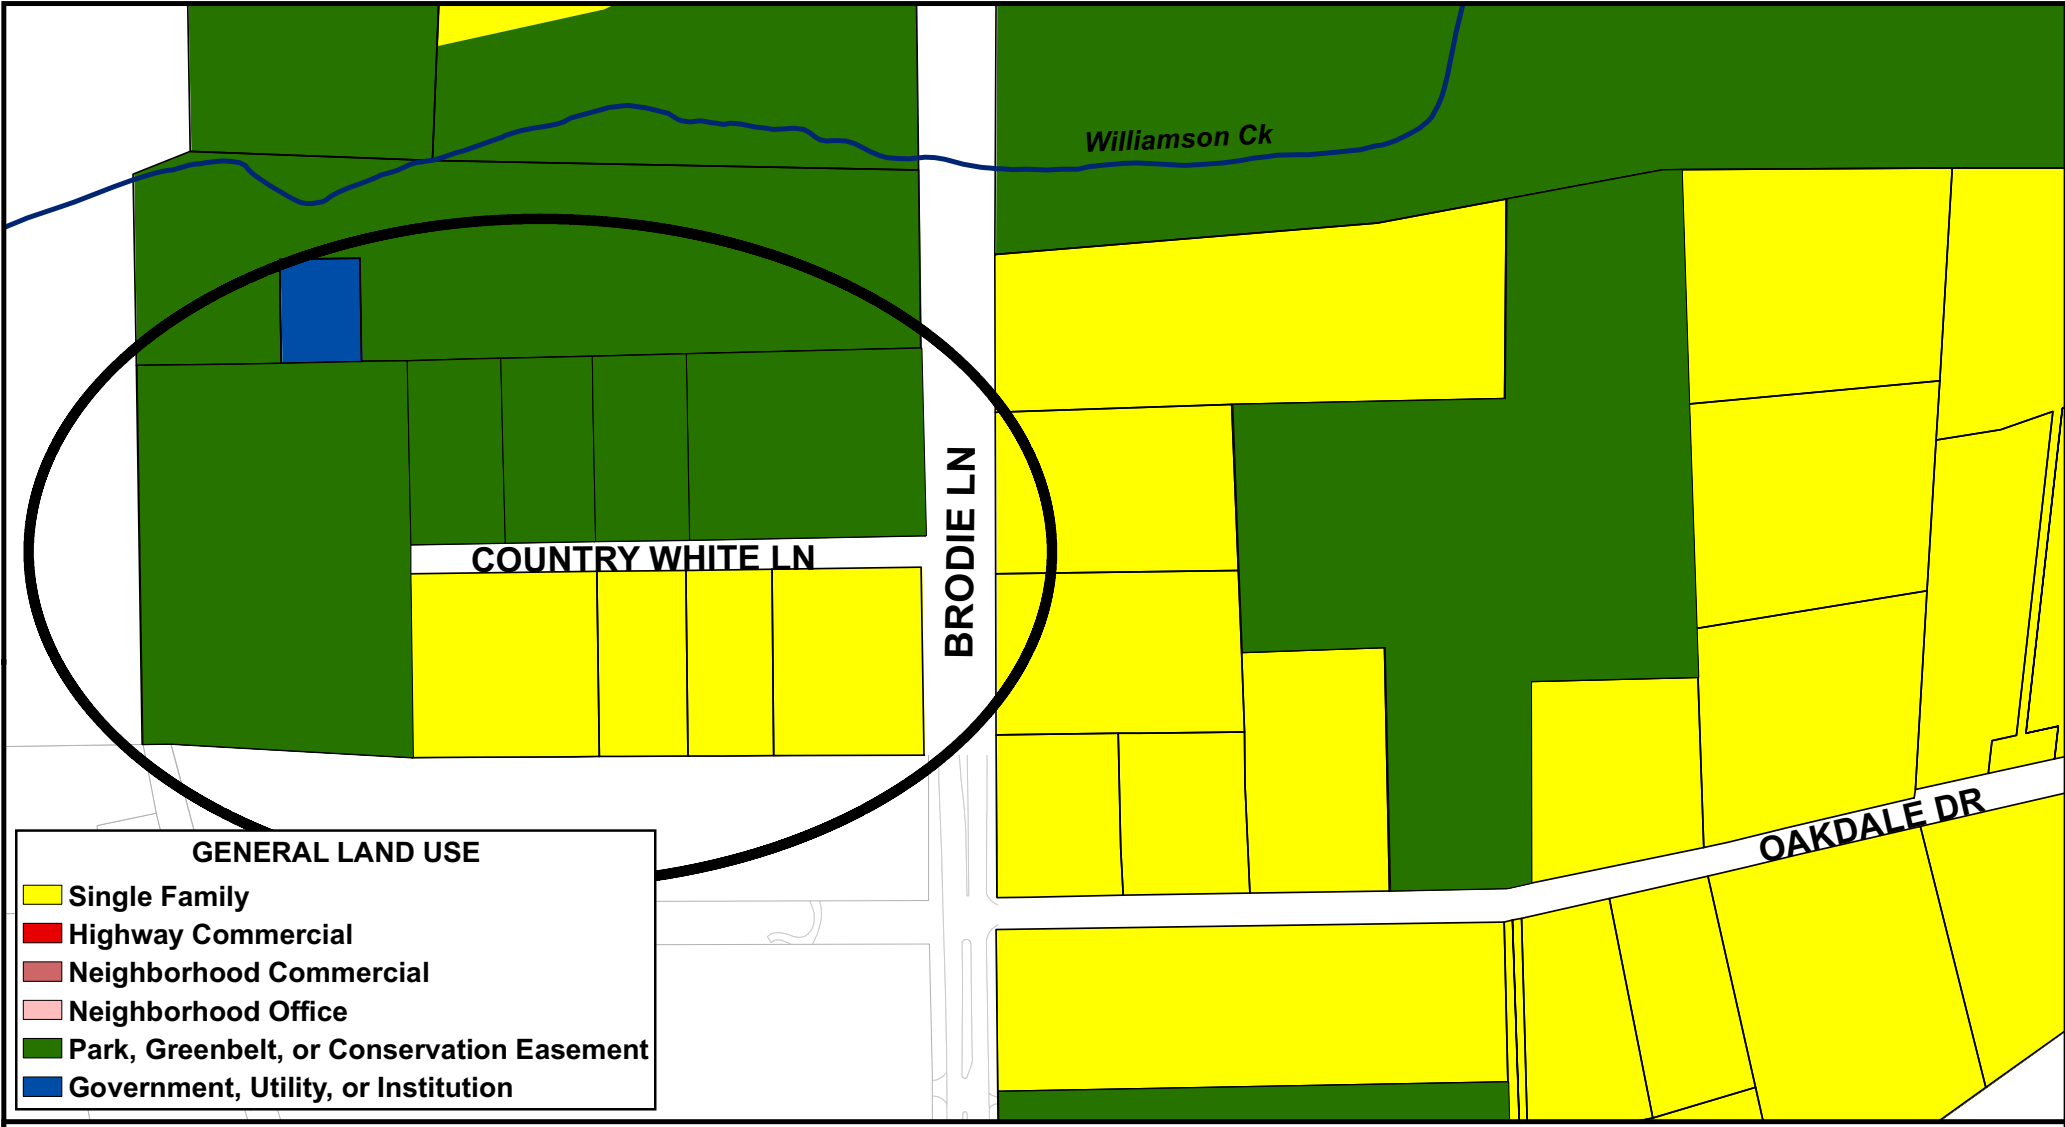 Williamson Ck
COUNTRY WHITE LN
BRODIE LN
OAKDALE DR
GENERAL LAND USE
Single Family
Highway Commercial
Neighborhood Commercial
Neighborhood Office
Park, Greenbelt, or Conservation Easement
Government, Utility, or Institution